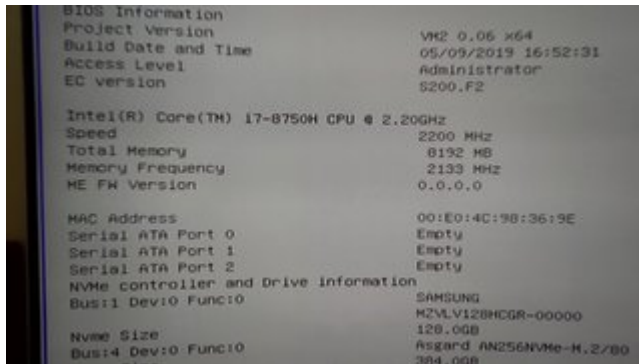 BIOS Information
Project Version VM2 0.06 x64
Build Date and Time 05/09/2019 16:52:31
Access Level Administrator
EC version S200.F2
Intel(R) Core(TM) i7-8750H CPU @ 2.20GHz
Speed 2200 MHz
Total Memory 8192 MB
Memory Frequency 2133 MHz
ME FW Version 0.0.0.0
MAC Address 00:E0:4C:98:36:9E
Serial ATA Port 0 Empty
Serial ATA Port 1 Empty
Serial ATA Port 2 Empty
NVMe controller and Drive information
Bus:1 Dev:0 Func:0 SAMSUNG
MZVLV128HCGR-00000
Nvme Size 128.0GB
Bus:4 Dev:0 Func:0 Asgard AN256NVMe-M.2/80